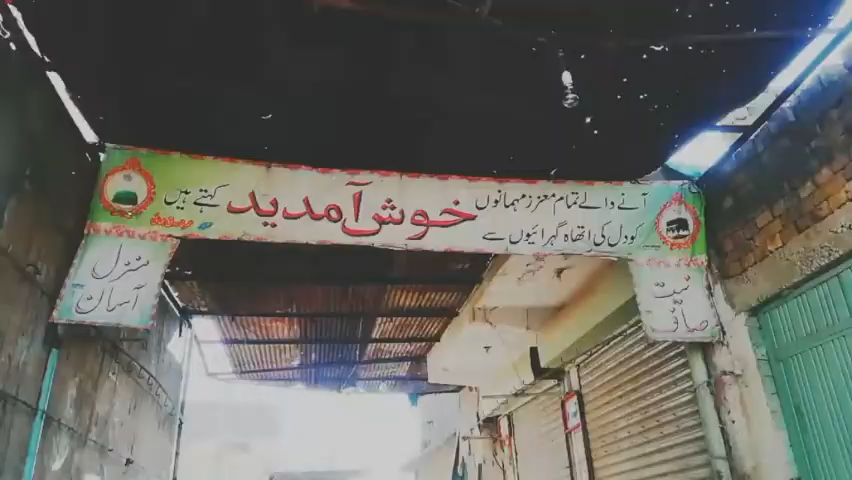 آنے والے تمام معزز مہمانوں
کو دل کی اتھاہ گہرائیوں سے
خوش آمدید کہتے ہیں
نیت
صاف
منزل
آسان